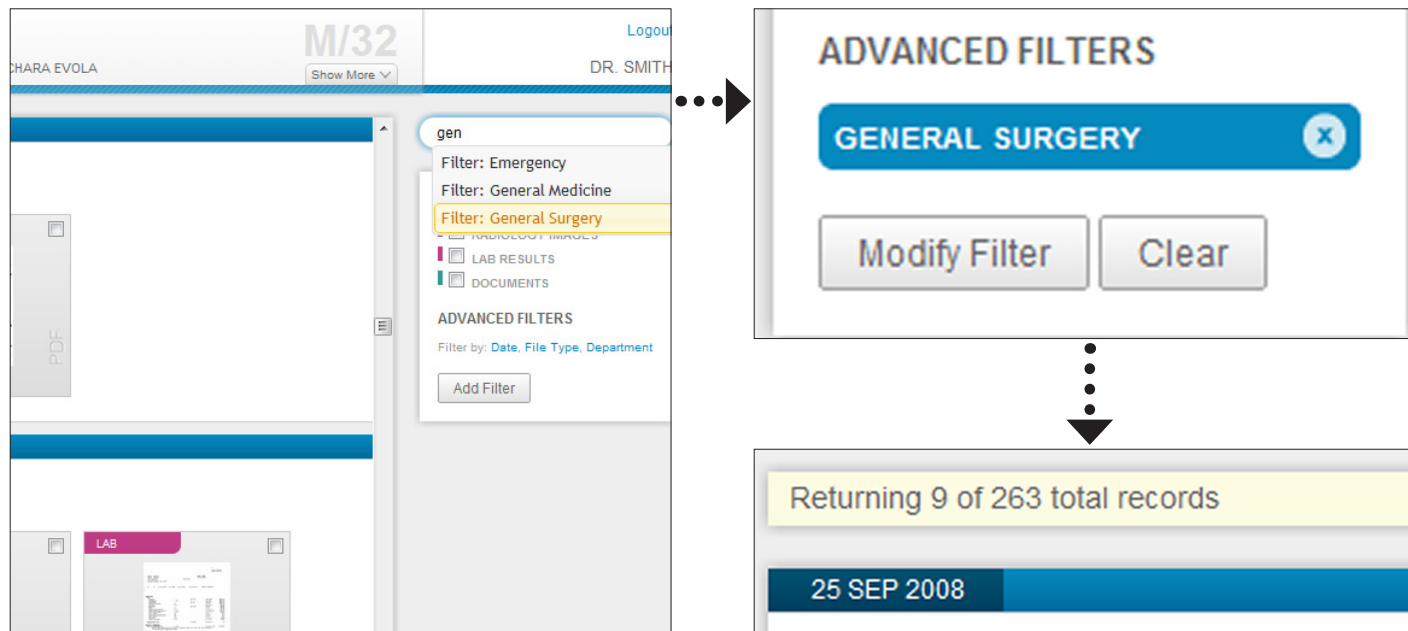 M/32
Logout
CHARA EVOLA
Show More
DR. SMITH
gen
Filter: Emergency
Filter: General Medicine
Filter: General Surgery
RADIOLOGY IMAGES
LAB RESULTS
DOCUMENTS
PDF
ADVANCED FILTERS
Filter by: Date, File Type, Department
Add Filter
LAB
ADVANCED FILTERS
GENERAL SURGERY
x
Modify Filter
Clear
Returning 9 of 263 total records
25 SEP 2008